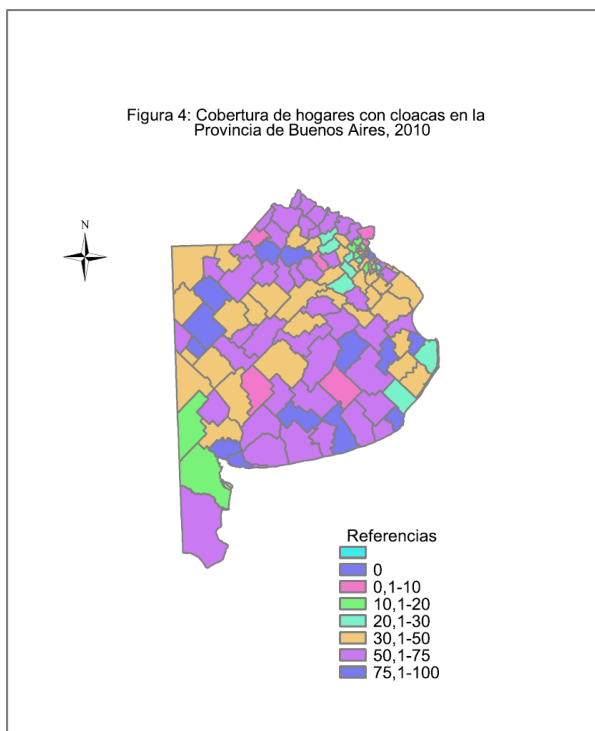 Figura 4: Cobertura de hogares con cloacas en la
Provincia de Buenos Aires, 2010
N
Referencias
0
0,1-10
10,1-20
20,1-30
30,1-50
50,1-75
75,1-100